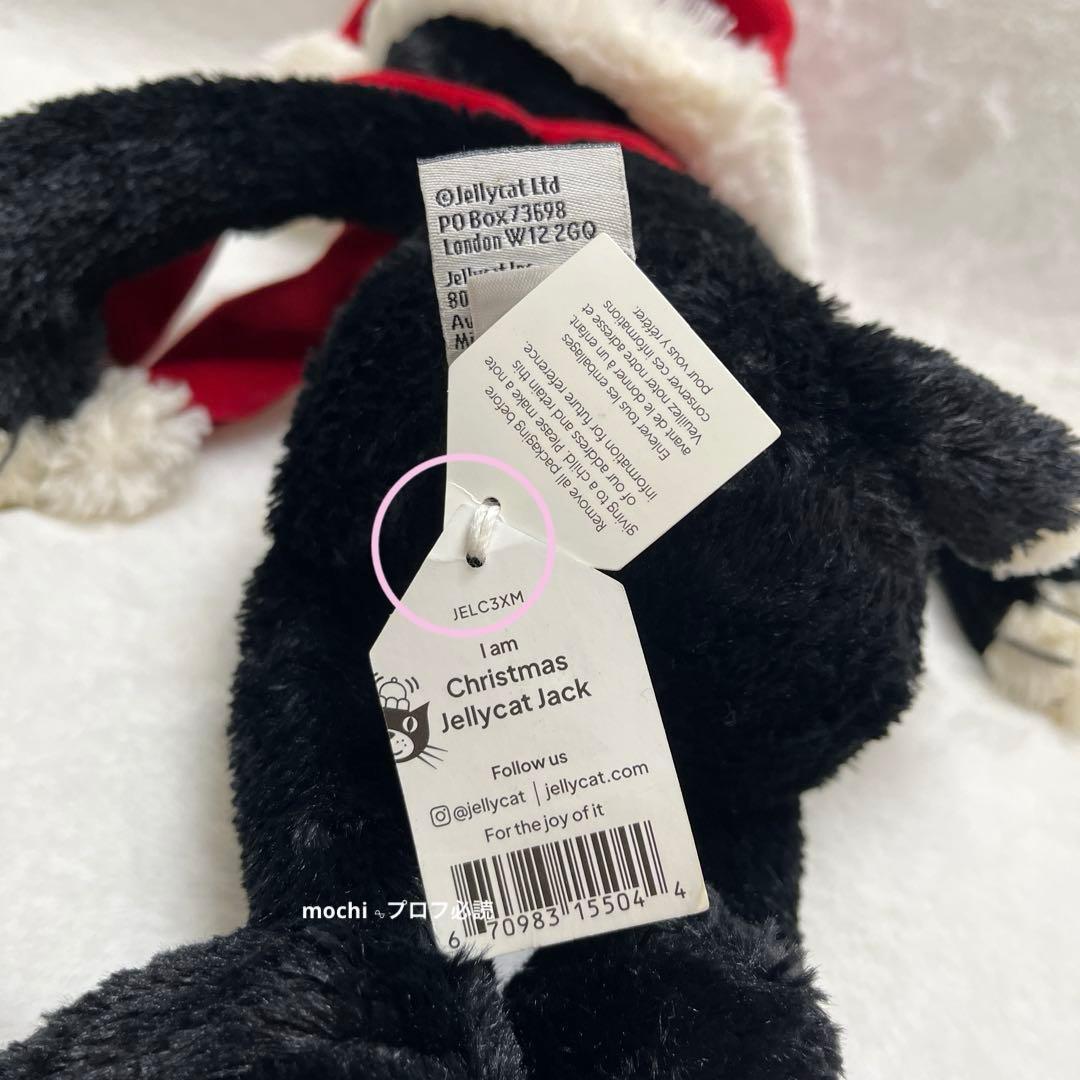 ©Jellycat Ltd
PO Box 73698
London W12 2GQ
80
Au
Mi
Remove all packaging before
giving to a child. Please make a note
of our address and retain this
information for future reference.
Enlever tous les emballages
avant de le donner à un enfant
Veuillez noter notre adresse et
conserver ces informations
pour vous y référer.
JELC3XM
I am
Christmas
Jellycat Jack
Follow us
@jellycat | jellycat.com
For the joy of it
6 70983 15504 4
mochi プロフ必読